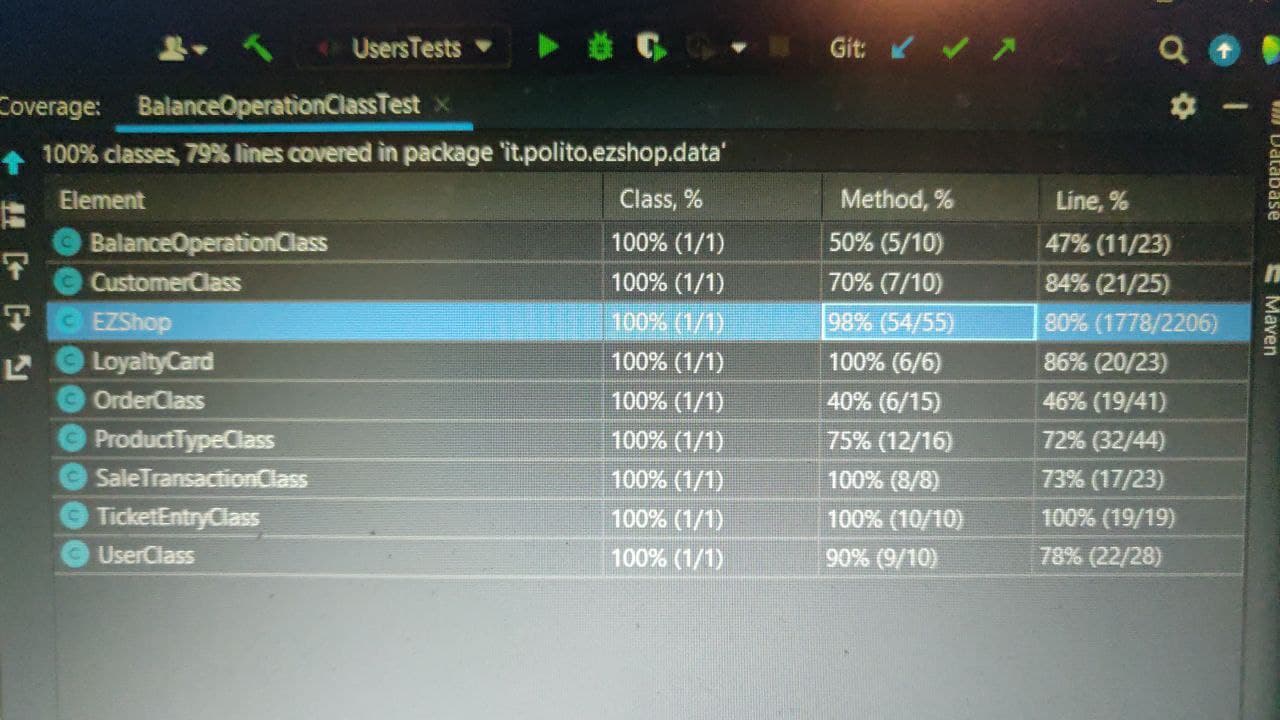 UsersTests Git:
Coverage: BalanceOperationClassTest
100% classes, 79% lines covered in package 'it.polito.ezshop.data'
Element Class, % Method, % Line, %
BalanceOperationClass 100% (1/1) 50% (5/10) 47% (11/23)
CustomerClass 100% (1/1) 70% (7/10) 84% (21/25)
EZShop 100% (1/1) 98% (54/55) 80% (1778/2206)
LoyaltyCard 100% (1/1) 100% (6/6) 86% (20/23)
OrderClass 100% (1/1) 40% (6/15) 46% (19/41)
ProductTypeClass 100% (1/1) 75% (12/16) 72% (32/44)
SaleTransactionClass 100% (1/1) 100% (8/8) 73% (17/23)
TicketEntryClass 100% (1/1) 100% (10/10) 100% (19/19)
UserClass 100% (1/1) 90% (9/10) 78% (22/28)
Database
Maven